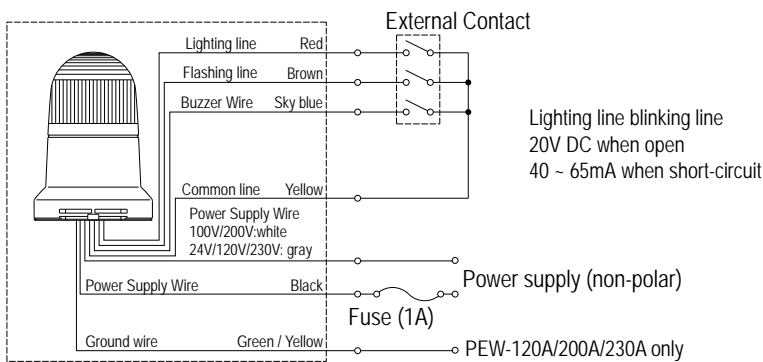 External Contact
Lighting line Red
Flashing line Brown
Buzzer Wire Sky blue
Lighting line blinking line
20V DC when open
40 ~ 65mA when short-circuit
Common line Yellow
Power Supply Wire
100V/200V:white
24V/120V/230V: gray
Power supply (non-polar)
Power Supply Wire Black
Fuse (1A)
Ground wire Green / Yellow
PEW-120A/200A/230A only